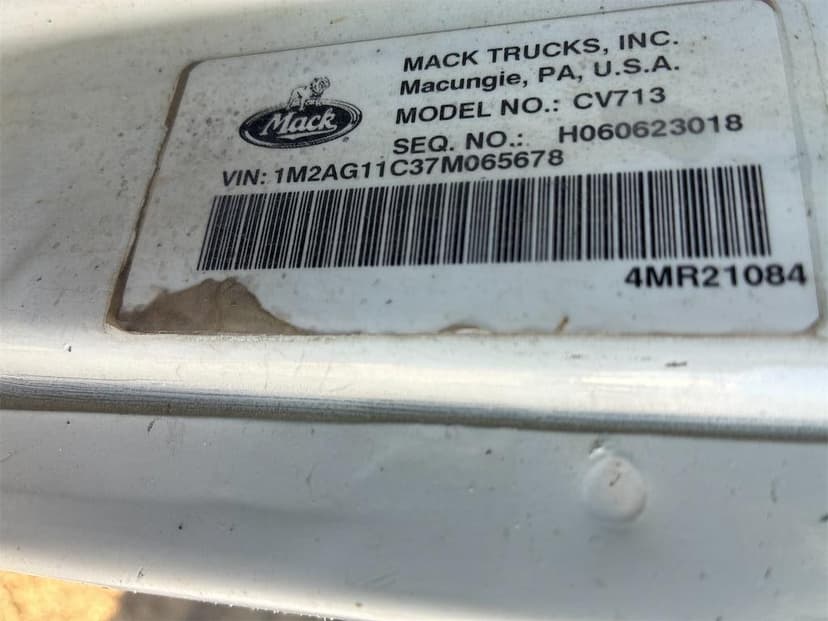 Mack
MACK TRUCKS, INC.
Macungie, PA, U.S.A.
MODEL NO.: CV713
SEQ. NO.: H060623018
VIN: 1M2AG11C37M065678
4MR21084